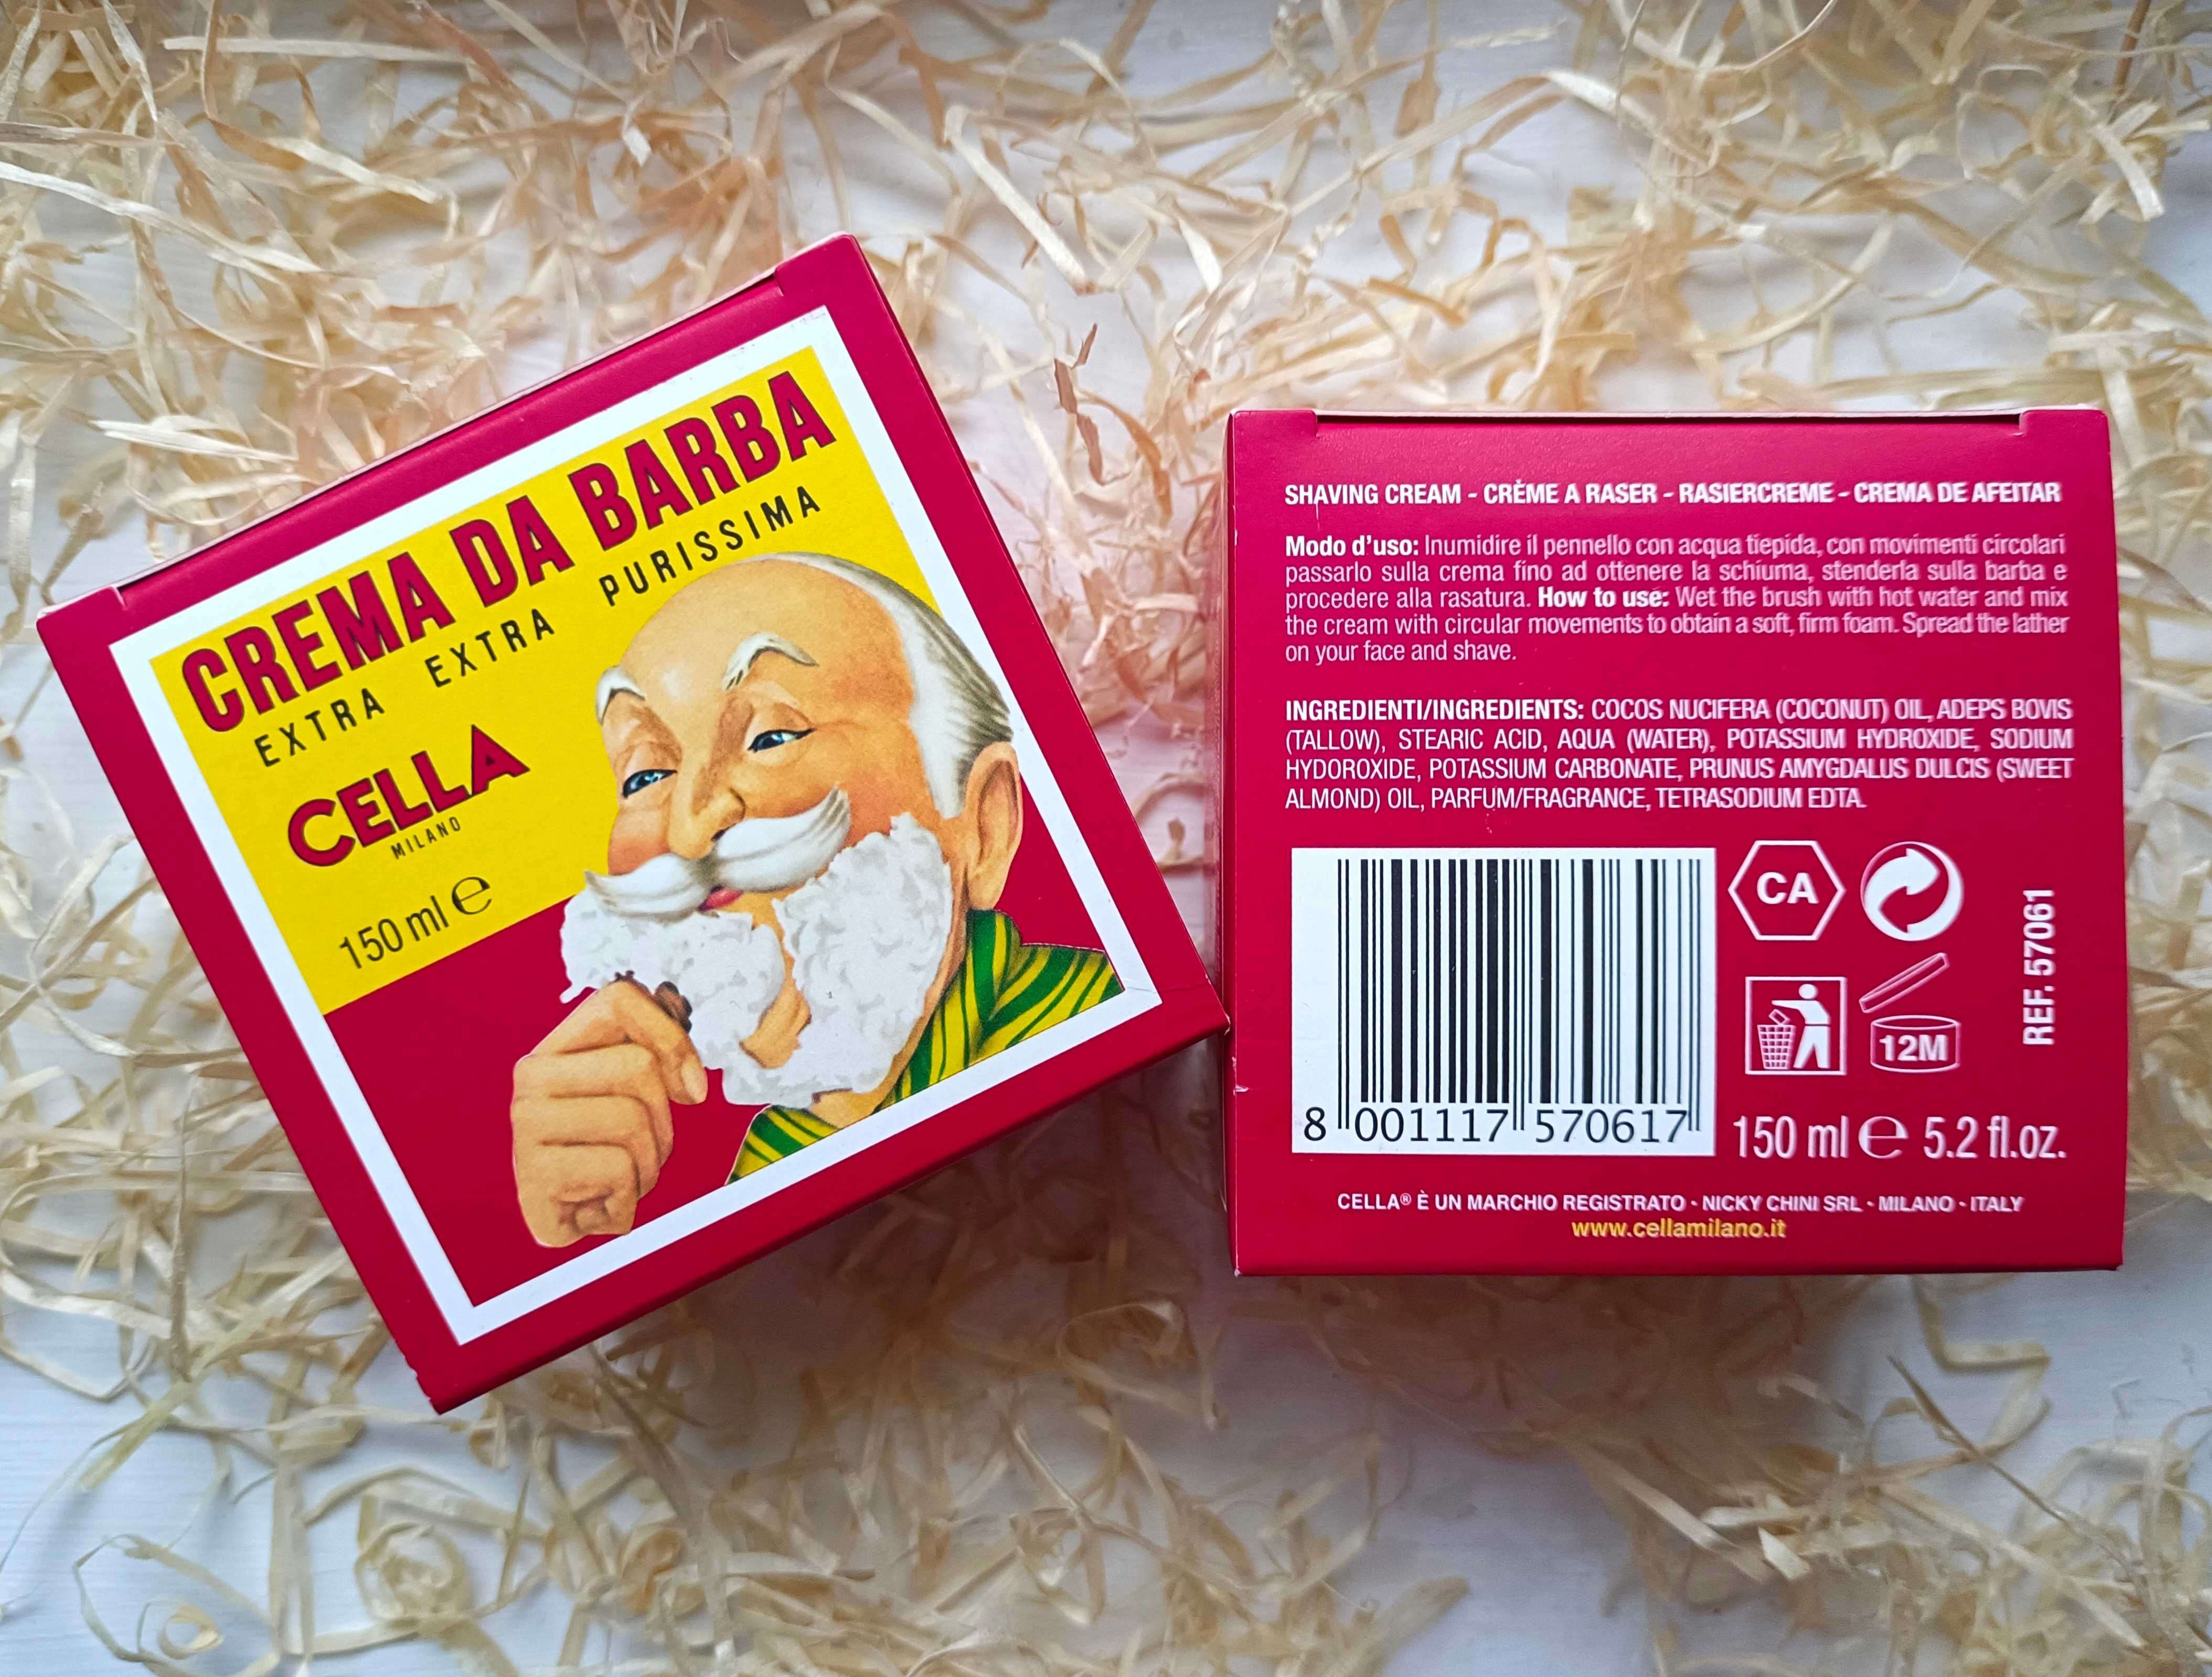 CREMA DA BARBA
EXTRA EXTRA PURISSIMA
CELLA
MILANO
150 ml ℮
SHAVING CREAM - CRÈME A RASER - RASIERCREME - CREMA DE AFEITAR
Modo d'uso: Inumidire il pennello con acqua tiepida, con movimenti circolari
passarlo sulla crema fino ad ottenere la schiuma, stenderla sulla barba e
procedere alla rasatura. How to use: Wet the brush with hot water and mix
the cream with circular movements to obtain a soft, firm foam. Spread the lather
on your face and shave.
INGREDIENTI/INGREDIENTS: COCOS NUCIFERA (COCONUT) OIL, ADEPS BOVIS
(TALLOW), STEARIC ACID, AQUA (WATER), POTASSIUM HYDROXIDE, SODIUM
HYDOROXIDE, POTASSIUM CARBONATE, PRUNUS AMYGDALUS DULCIS (SWEET
ALMOND) OIL, PARFUM/FRAGRANCE, TETRASODIUM EDTA.
CA
12M
REF. 57061
8 001117 570617
150 ml ℮ 5.2 fl.oz.
CELLA® È UN MARCHIO REGISTRATO - NICKY CHINI SRL - MILANO - ITALY
www.cellamilano.it